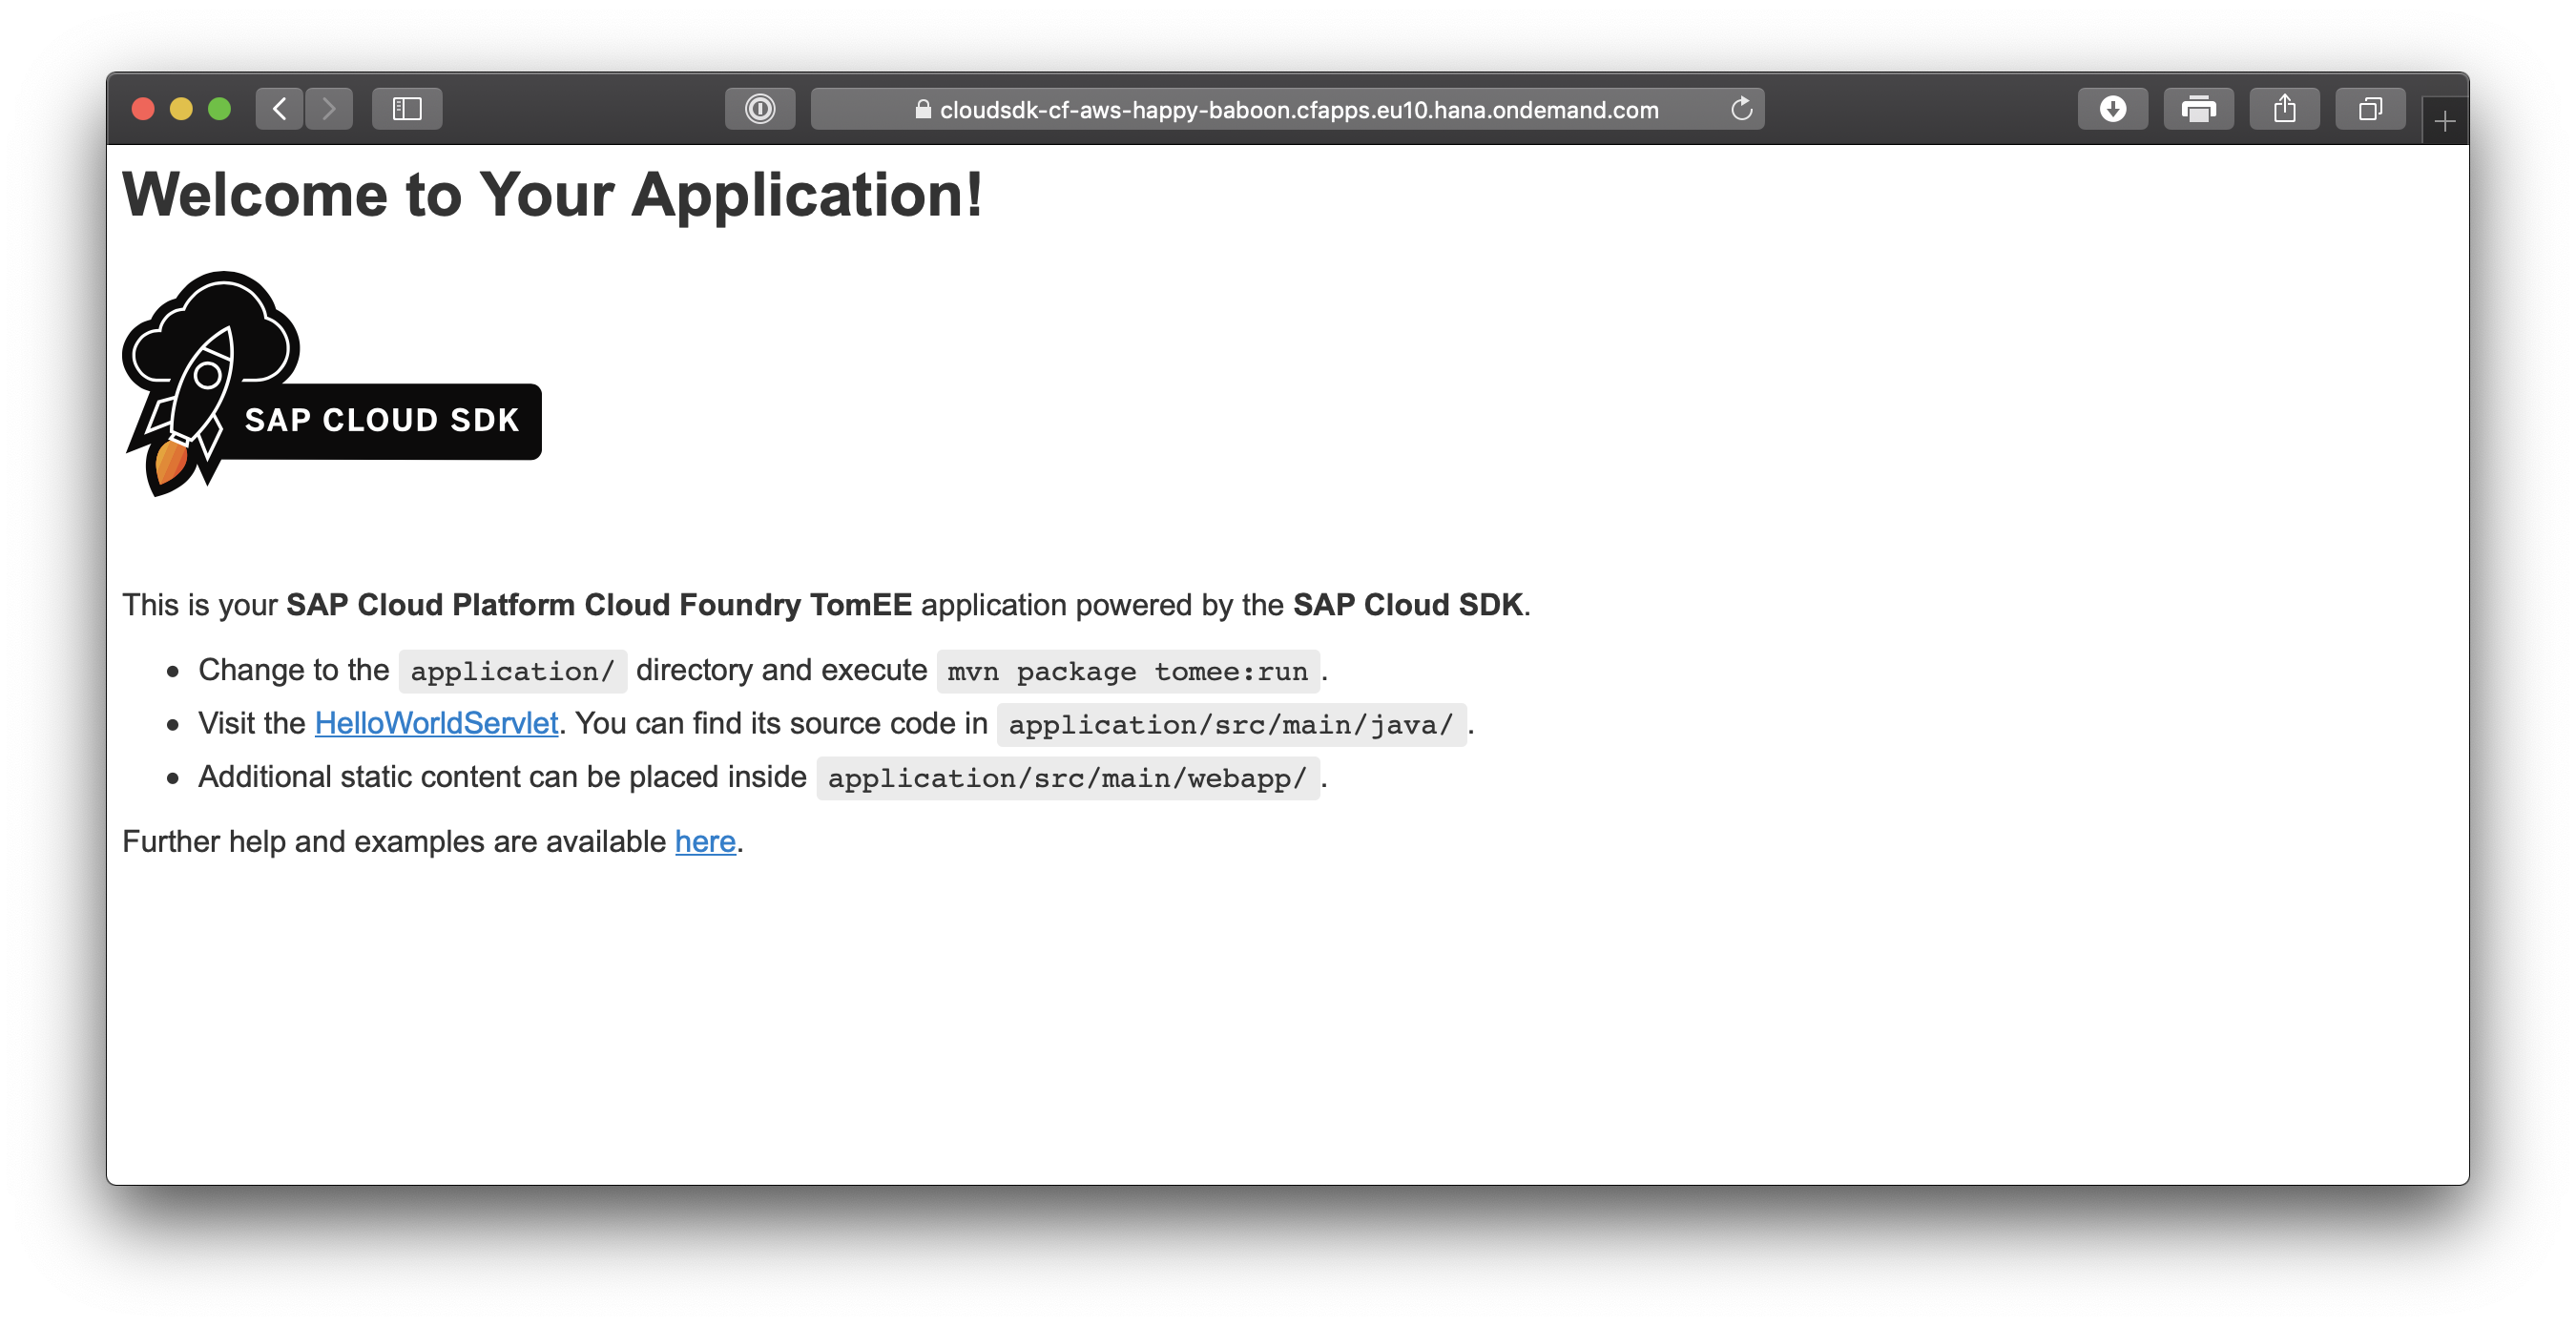 cloudsdk-cf-aws-happy-baboon.cfapps.eu10.hana.ondemand.com
Welcome to Your Application!
SAP CLOUD SDK
This is your SAP Cloud Platform Cloud Foundry TomEE application powered by the SAP Cloud SDK.
Change to the application/ directory and execute mvn package tomee:run.
Visit the HelloWorldServlet. You can find its source code in application/src/main/java/.
Additional static content can be placed inside application/src/main/webapp/.
Further help and examples are available here.